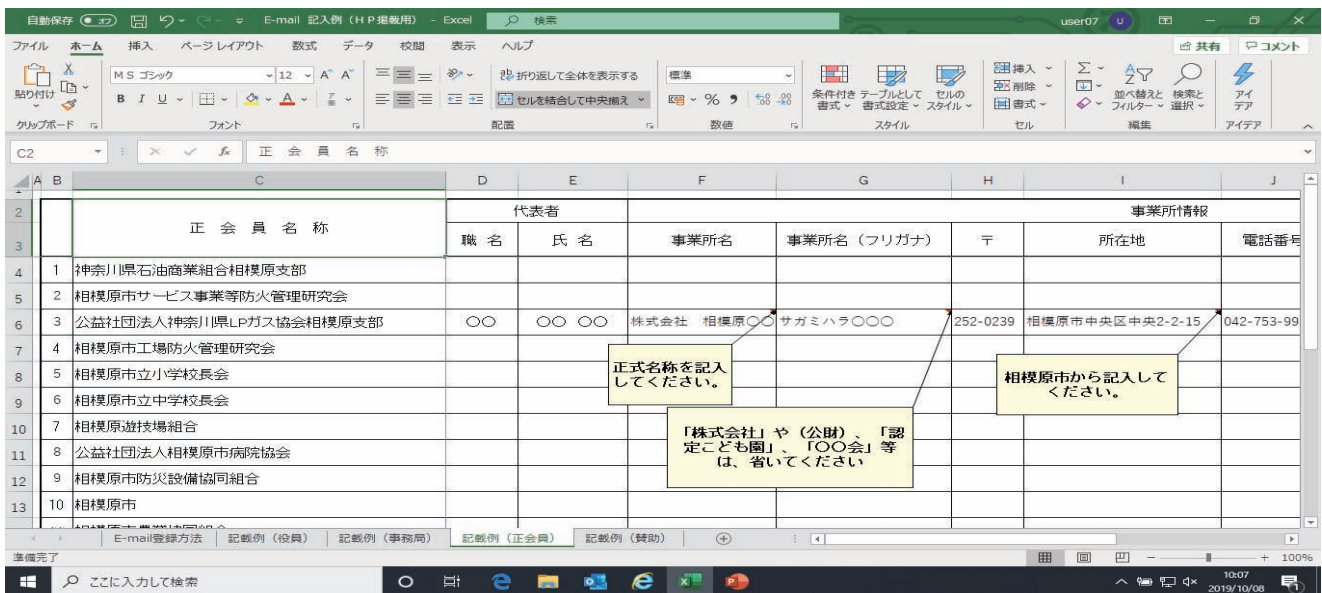 自動保存 オフ E-mail 記入例（ＨＰ掲載用） - Excel 検索 user07 U
ファイル ホーム 挿入 ページ レイアウト 数式 データ 校閲 表示 ヘルプ 共有 コメント
貼り付け ＭＳ ゴシック 12 A^ A˅ 折り返して全体を表示する 標準 条件付き書式 テーブルとして書式設定 セルのスタイル 挿入 削除 書式 Σ 並べ替えとフィルター 検索と選択 アイデア
B I U A セルを結合して中央揃え % 9
クリップボード フォント 配置 数値 スタイル セル 編集 アイデア
C2 fx 正 会 員 名 称
A B C D E F G H I J
2 正 会 員 名 称 代表者 事業所情報
3 職 名 氏 名 事業所名 事業所名（フリガナ） 〒 所在地 電話番号
4 1 神奈川県石油商業組合相模原支部
5 2 相模原市サービス事業等防火管理研究会
6 3 公益社団法人神奈川県LPガス協会相模原支部 〇〇 〇〇 〇〇 株式会社 相模原〇〇 サガミハラ〇〇〇 252-0239 相模原市中央区中央2-2-15 042-753-99
7 4 相模原市工場防火管理研究会
8 5 相模原市立小学校長会
9 6 相模原市立中学校長会
10 7 相模原遊技場組合
11 8 公益社団法人相模原市病院協会
12 9 相模原市防災設備協同組合
13 10 相模原市
正式名称を記入
してください。
「株式会社」や（公財）、「認
定こども園」、「〇〇会」等
は、省いてください
相模原市から記入して
ください。
E-mail登録方法 記載例（役員） 記載例（事務局） 記載例（正会員） 記載例（賛助）
準備完了 100%
ここに入力して検索 10:07
2019/10/08